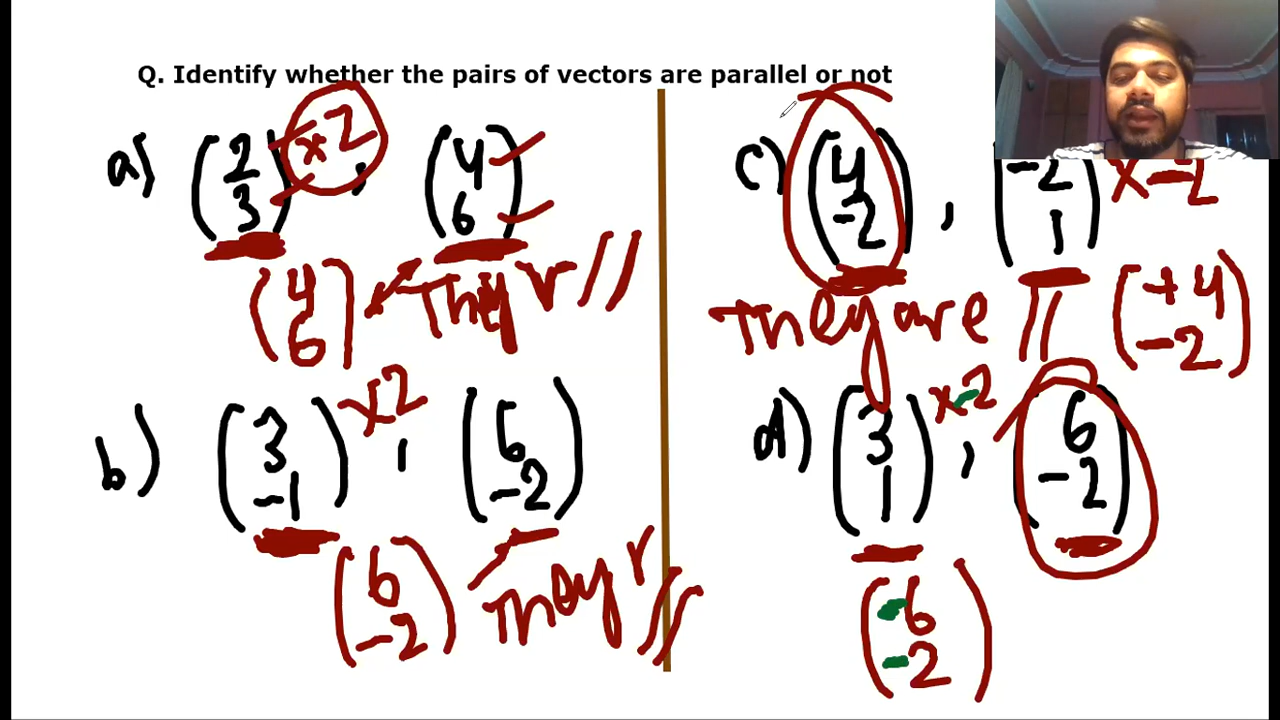 Q. Identify whether the pairs of vectors are parallel or not
a) (2 3) ×2 , (4 6)
(4 6) They r //
b) (3 -1) ×2 , (6 -2)
(6 -2) They r //
c) (4 -2) , (-2 1) ×-2
They are // (+4 -2)
d) (3 1) ×-2 , (6 -2)
(-6 -2)